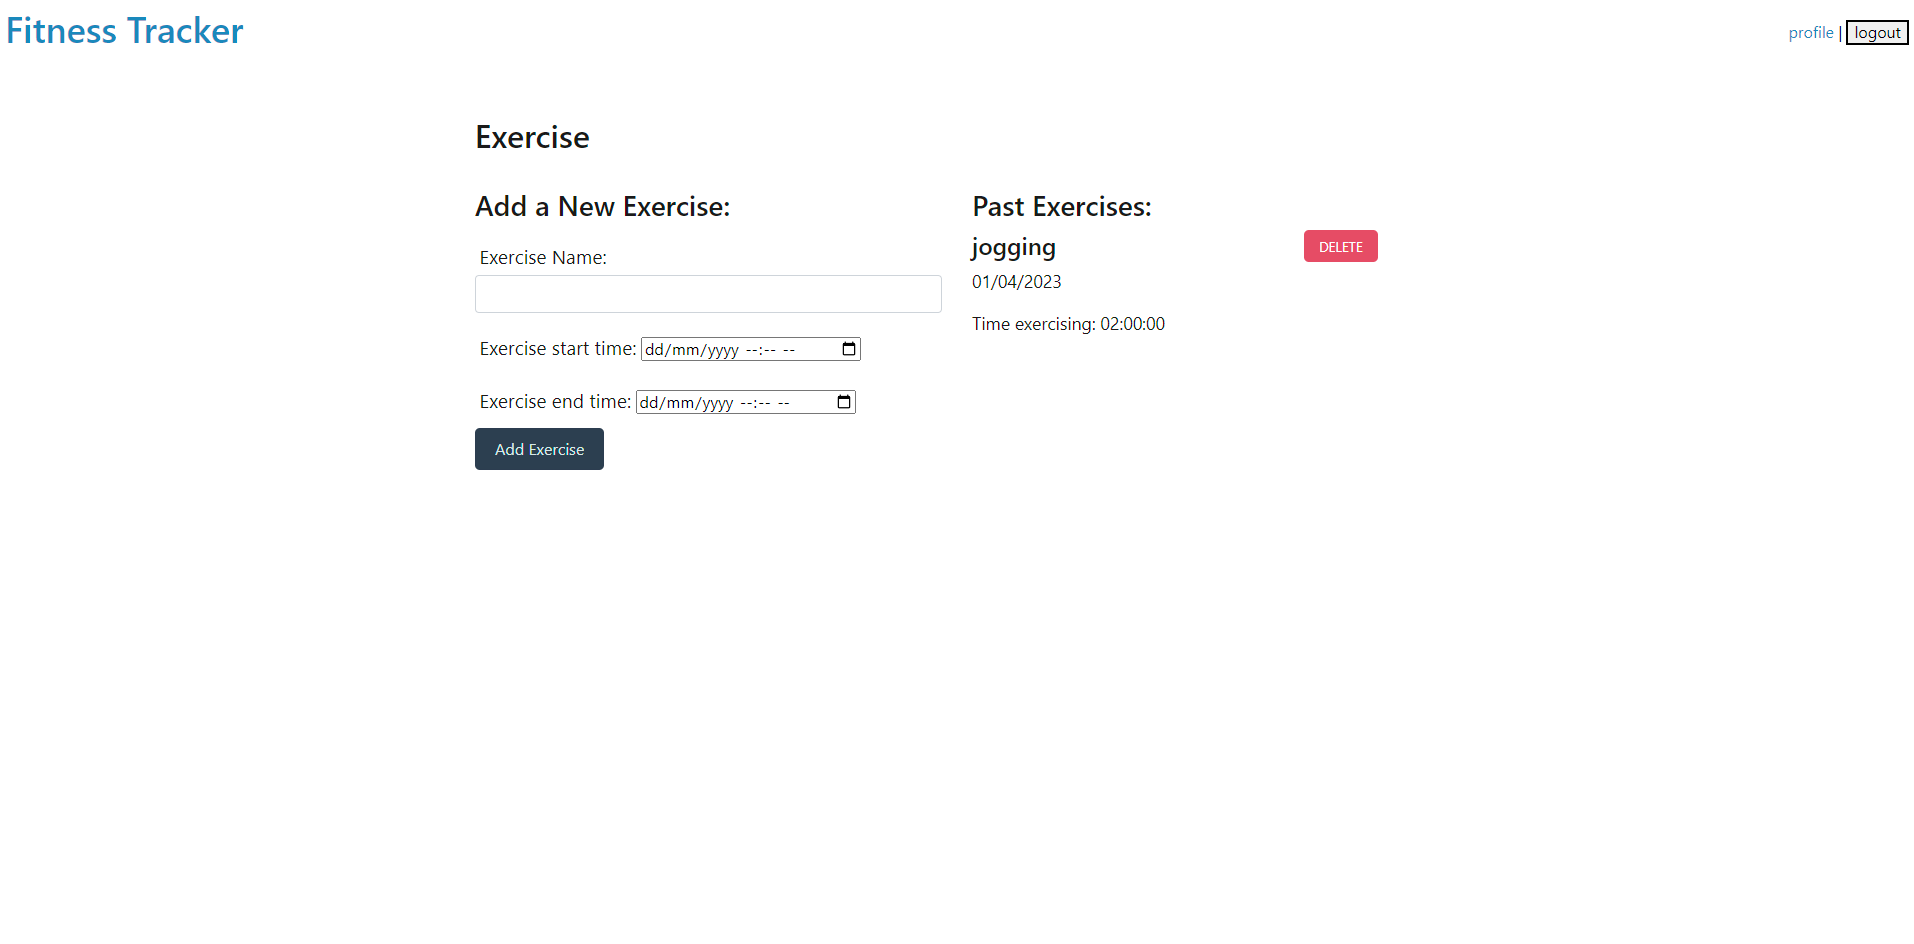 Fitness Tracker
profile | logout
Exercise
Add a New Exercise:
Exercise Name:
Exercise start time: dd/mm/yyyy --:-- --
Exercise end time: dd/mm/yyyy --:-- --
Add Exercise
Past Exercises:
jogging
DELETE
01/04/2023
Time exercising: 02:00:00